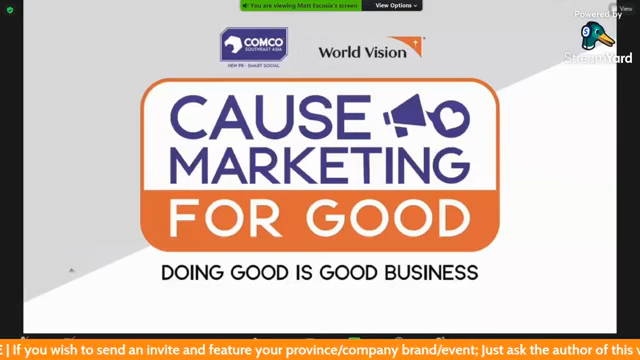 You are viewing Matt Escosia's screen
View Options
View
Powered by
StreamYard
COMCO
SOUTHEAST ASIA
NEW PR • SMART SOCIAL
World Vision
CAUSE
MARKETING
FOR GOOD
DOING GOOD IS GOOD BUSINESS
E | If you wish to send an invite and feature your province/company brand/event; Just ask the author of this v